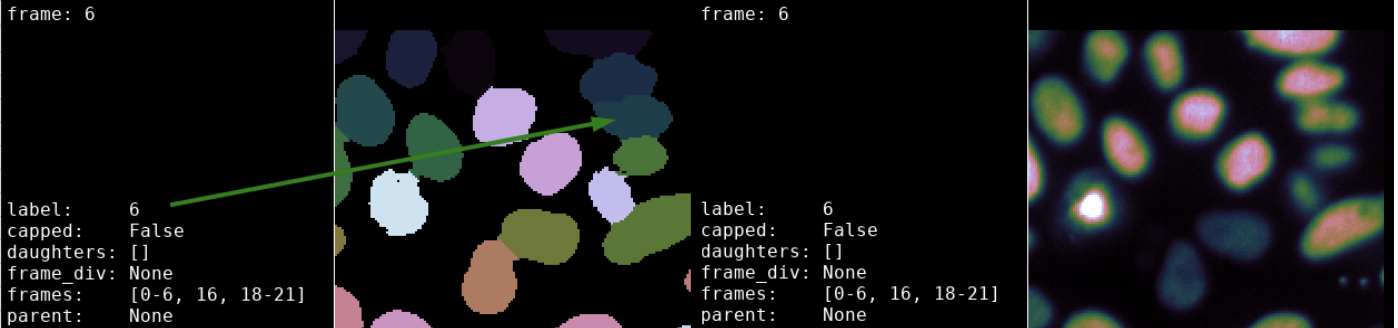 frame: 6
label: 6
capped: False
daughters: []
frame_div: None
frames: [0-6, 16, 18-21]
parent: None
frame: 6
label: 6
capped: False
daughters: []
frame_div: None
frames: [0-6, 16, 18-21]
parent: None